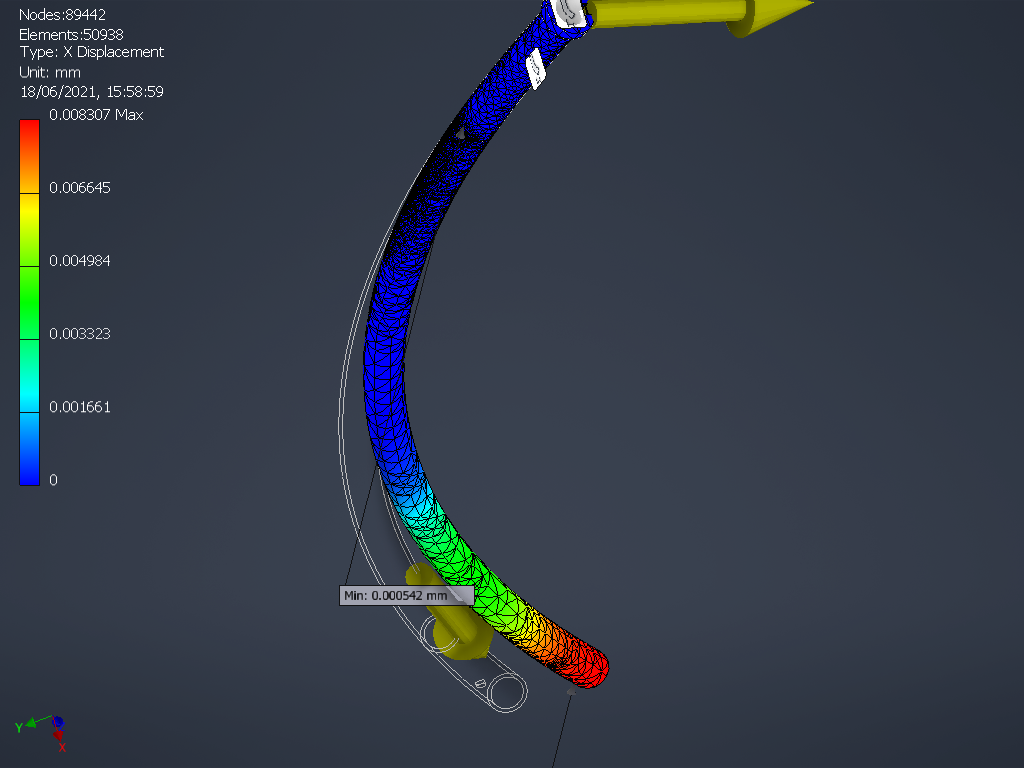 Nodes:89442
Elements:50938
Type: X Displacement
Unit: mm
18/06/2021, 15:58:59
0.008307 Max
0.006645
0.004984
0.003323
0.001661
0
Min: 0.000542 mm
Y
X